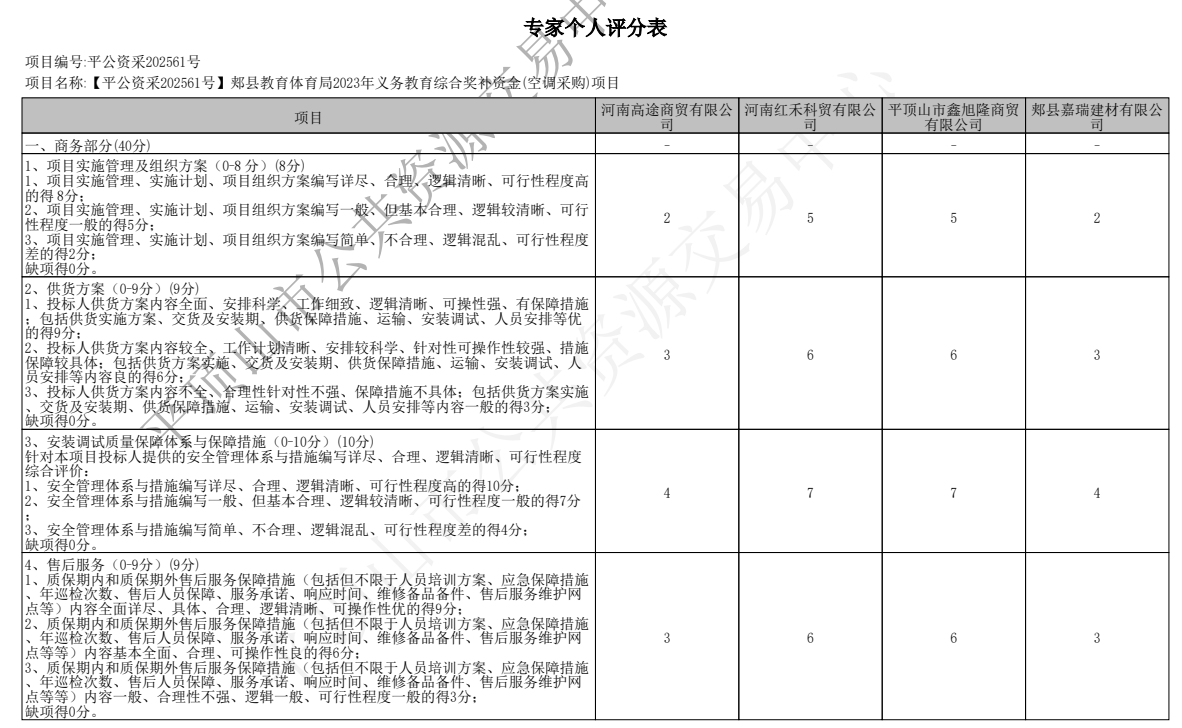 专家个人评分表
项目编号:平公资采202561号
项目名称:【平公资采202561号】郏县教育体育局2023年义务教育综合奖补资金(空调采购)项目
项目
河南高途商贸有限公
司
河南红禾科贸有限公
司
平顶山市鑫旭隆商贸
有限公司
郏县嘉瑞建材有限公
司
一、商务部分(40分)
-
-
-
-
1、项目实施管理及组织方案（0-8 分）(8分)
1、项目实施管理、实施计划、项目组织方案编写详尽、合理、逻辑清晰、可行性程度高
的得 8分;
2、项目实施管理、实施计划、项目组织方案编写一般、但基本合理、逻辑较清晰、可行
性程度一般的得5分;
3、项目实施管理、实施计划、项目组织方案编写简单、不合理、逻辑混乱、可行性程度
差的得2分;
缺项得0分。
2
5
5
2
2、供货方案（0-9分）(9分)
1、投标人供货方案内容全面、安排科学、工作细致、逻辑清晰、可操性强、有保障措施
；包括供货实施方案、交货及安装期、供货保障措施、运输、安装调试、人员安排等优
的得9分;
2、投标人供货方案内容较全、工作计划清晰、安排较科学、针对性可操作性较强、措施
保障较具体；包括供货方案实施、交货及安装期、供货保障措施、运输、安装调试、人
员安排等内容良的得6分;
3、投标人供货方案内容不全、合理性针对性不强、保障措施不具体；包括供货方案实施
、交货及安装期、供货保障措施、运输、安装调试、人员安排等内容一般的得3分;
缺项得0分。
3
6
6
3
3、安装调试质量保障体系与保障措施（0-10分）(10分)
针对本项目投标人提供的安全管理体系与措施编写详尽、合理、逻辑清晰、可行性程度
综合评价:
1、安全管理体系与措施编写详尽、合理、逻辑清晰、可行性程度高的得10分;
2、安全管理体系与措施编写一般、但基本合理、逻辑较清晰、可行性程度一般的得7分
；
3、安全管理体系与措施编写简单、不合理、逻辑混乱、可行性程度差的得4分;
缺项得0分。
4
7
7
4
4、售后服务（0-9分）(9分)
1、质保期内和质保期外售后服务保障措施（包括但不限于人员培训方案、应急保障措施
、年巡检次数、售后人员保障、服务承诺、响应时间、维修备品备件、售后服务维护网
点等）内容全面详尽、具体、合理、逻辑清晰、可操作性优的得9分;
2、质保期内和质保期外售后服务保障措施（包括但不限于人员培训方案、应急保障措施
、年巡检次数、售后人员保障、服务承诺、响应时间、维修备品备件、售后服务维护网
点等等）内容基本全面、合理、可操作性良的得6分;
3、质保期内和质保期外售后服务保障措施（包括但不限于人员培训方案、应急保障措施
、年巡检次数、售后人员保障、服务承诺、响应时间、维修备品备件、售后服务维护网
点等等）内容一般、合理性不强、逻辑一般、可行性程度一般的得3分;
缺项得0分。
3
6
6
3
平顶山市公共资源交易中
山市公共资源交易中心